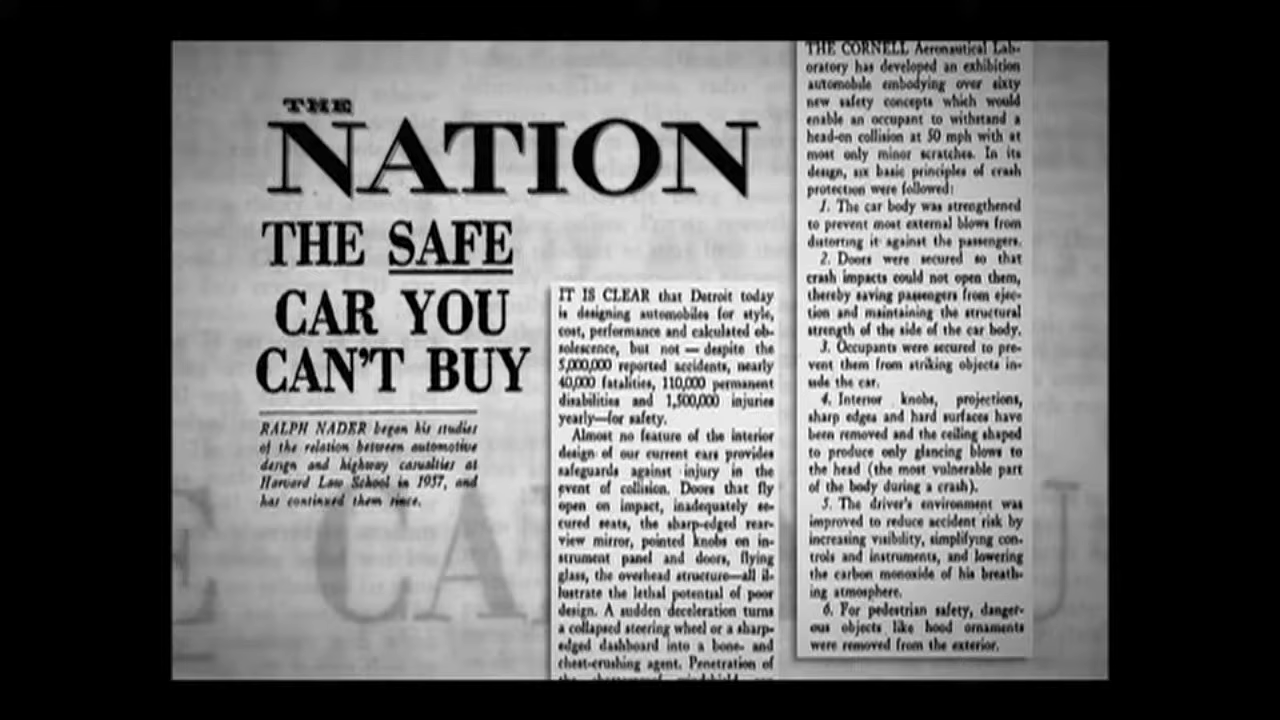 THE
NATION
THE SAFE
CAR YOU
CAN'T BUY
RALPH NADER began his studies
of the relation between automotive
design and highway casualties at
Harvard Law School in 1957, and
has continued them since.
IT IS CLEAR that Detroit today
is designing automobiles for style,
cost, performance and calculated ob-
solescence, but not — despite the
5,000,000 reported accidents, nearly
40,000 fatalities, 110,000 permanent
disabilities and 1,500,000 injuries
yearly—for safety.
Almost no feature of the interior
design of our current cars provides
safeguards against injury in the
event of collision. Doors that fly
open on impact, inadequately se-
cured seats, the sharp-edged rear-
view mirror, pointed knobs on in-
strument panel and doors, flying
glass, the overhead structure—all il-
lustrate the lethal potential of poor
design. A sudden deceleration turns
a collapsed steering wheel or a sharp-
edged dashboard into a bone- and
chest-crushing agent. Penetration of
THE CORNELL Aeronautical Lab-
oratory has developed an exhibition
automobile embodying over sixty
new safety concepts which would
enable an occupant to withstand a
head-on collision at 50 mph with at
most only minor scratches. In its
design, six basic principles of crash
protection were followed:
1. The car body was strengthened
to prevent most external blows from
distorting it against the passengers.
2. Doors were secured so that
crash impacts could not open them,
thereby saving passengers from ejec-
tion and maintaining the structural
strength of the side of the car body.
3. Occupants were secured to pre-
vent them from striking objects in-
side the car.
4. Interior knobs, projections,
sharp edges and hard surfaces have
been removed and the ceiling shaped
to produce only glancing blows to
the head (the most vulnerable part
of the body during a crash).
5. The driver's environment was
improved to reduce accident risk by
increasing visibility, simplifying con-
trols and instruments, and lowering
the carbon monoxide of his breath-
ing atmosphere.
6. For pedestrian safety, danger-
ous objects like hood ornaments
were removed from the exterior.